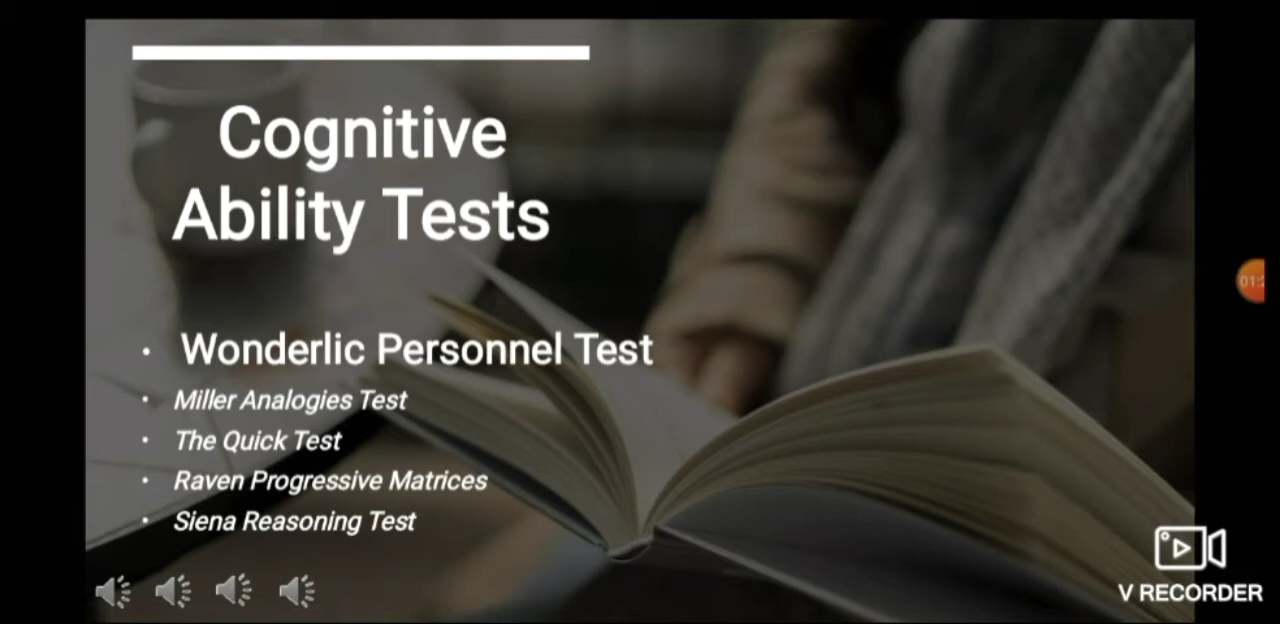 Cognitive
Ability Tests
• Wonderlic Personnel Test
• Miller Analogies Test
• The Quick Test
• Raven Progressive Matrices
• Siena Reasoning Test
V RECORDER